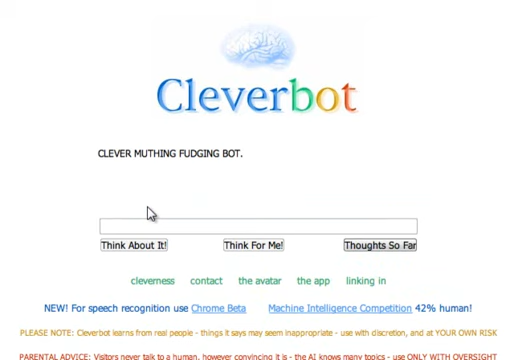 Cleverbot
CLEVER MUTHING FUDGING BOT.
Think About It! Think For Me! Thoughts So Far
cleverness contact the avatar the app linking in
NEW! For speech recognition use Chrome Beta Machine Intelligence Competition 42% human!
PLEASE NOTE: Cleverbot learns from real people - things it says may seem inappropriate - use with discretion, and at YOUR OWN RISK
PARENTAL ADVICE: Visitors never talk to a human, however convincing it is - the AI knows many topics - use ONLY WITH OVERSIGHT